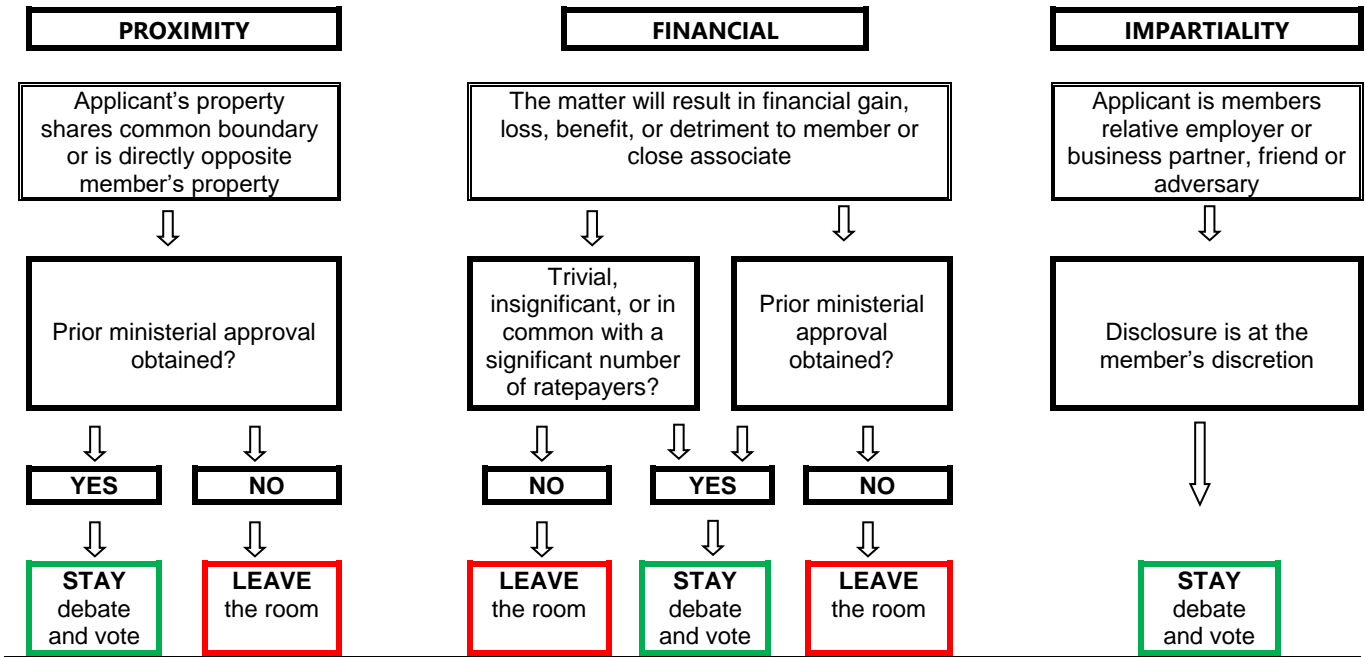 PROXIMITY
FINANCIAL
IMPARTIALITY
Applicant's property
shares common boundary
or is directly opposite
member's property
The matter will result in financial gain,
loss, benefit, or detriment to member or
close associate
Applicant is members
relative employer or
business partner, friend or
adversary
Prior ministerial approval
obtained?
Trivial,
insignificant, or in
common with a
significant number
of ratepayers?
Prior ministerial
approval
obtained?
Disclosure is at the
member's discretion
YES
NO
NO
YES
NO
STAY
debate
and vote
LEAVE
the room
LEAVE
the room
STAY
debate
and vote
LEAVE
the room
STAY
debate
and vote